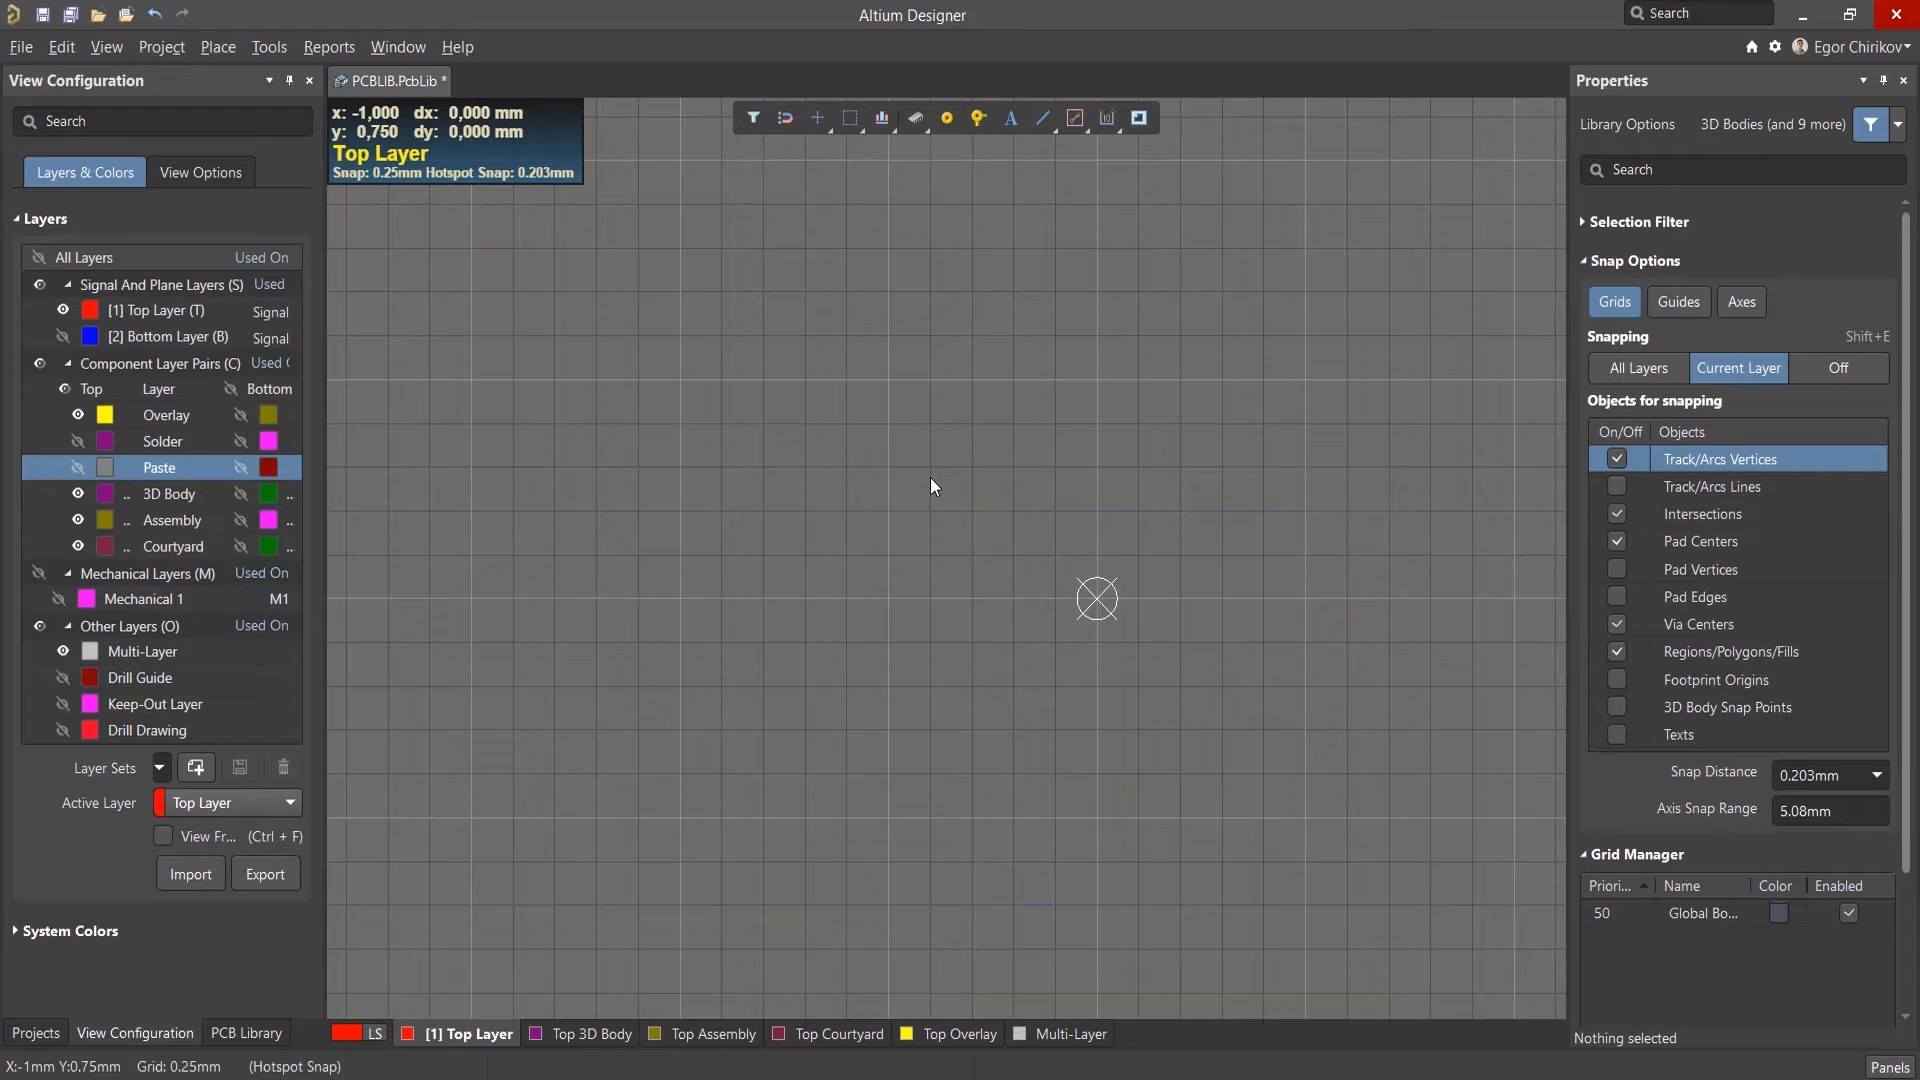 Altium Designer
Search
File Edit View Project Place Tools Reports Window Help
Egor Chirikov
View Configuration
PCBLIB.PcbLib *
Properties
Search
x: -1,000 dx: 0,000 mm
y: 0,750 dy: 0,000 mm
Top Layer
Snap: 0.25mm Hotspot Snap: 0.203mm
Library Options 3D Bodies (and 9 more)
Search
Layers & Colors View Options
Layers
All Layers Used On
Signal And Plane Layers (S) Used
[1] Top Layer (T) Signal
[2] Bottom Layer (B) Signal
Component Layer Pairs (C) Used (
Top Layer Bottom
Overlay
Solder
Paste
.. 3D Body ..
.. Assembly ..
.. Courtyard ..
Mechanical Layers (M) Used On
Mechanical 1 M1
Other Layers (O) Used On
Multi-Layer
Drill Guide
Keep-Out Layer
Drill Drawing
Layer Sets
Active Layer Top Layer
View Fr... (Ctrl + F)
Import Export
System Colors
Selection Filter
Snap Options
Grids Guides Axes
Snapping Shift+E
All Layers Current Layer Off
Objects for snapping
On/Off Objects
Track/Arcs Vertices
Track/Arcs Lines
Intersections
Pad Centers
Pad Vertices
Pad Edges
Via Centers
Regions/Polygons/Fills
Footprint Origins
3D Body Snap Points
Texts
Snap Distance 0.203mm
Axis Snap Range 5.08mm
Grid Manager
Priori... Name Color Enabled
50 Global Bo...
Nothing selected
Projects View Configuration PCB Library
LS [1] Top Layer Top 3D Body Top Assembly Top Courtyard Top Overlay Multi-Layer
X:-1mm Y:0.75mm Grid: 0.25mm (Hotspot Snap)
Panels